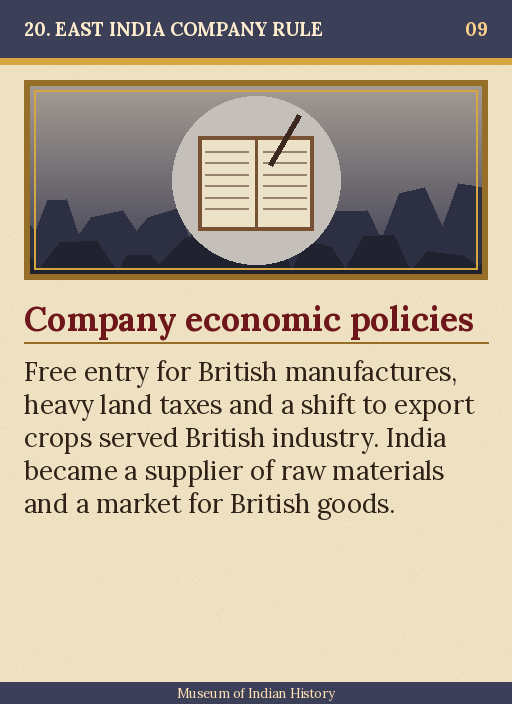 20. EAST INDIA COMPANY RULE 09
Company economic policies
Free entry for British manufactures,
heavy land taxes and a shift to export
crops served British industry. India
became a supplier of raw materials
and a market for British goods.
Museum of Indian History